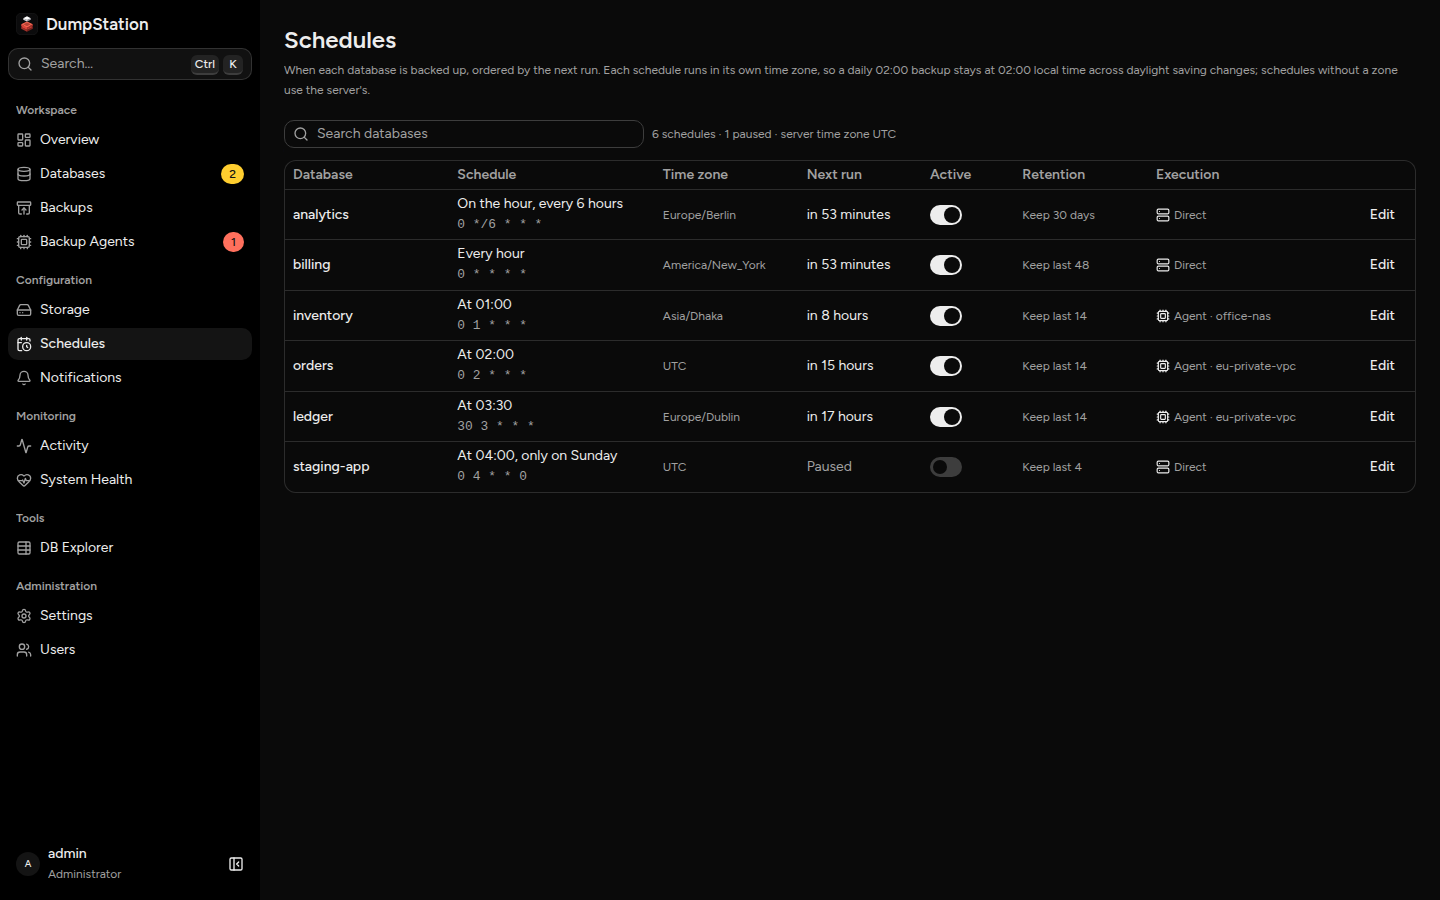 DumpStation
Search...
Ctrl
K
Workspace
Overview
Databases
2
Backups
Backup Agents
1
Configuration
Storage
Schedules
Notifications
Monitoring
Activity
System Health
Tools
DB Explorer
Administration
Settings
Users
A
admin
Administrator
Schedules
When each database is backed up, ordered by the next run. Each schedule runs in its own time zone, so a daily 02:00 backup stays at 02:00 local time across daylight saving changes; schedules without a zone
use the server's.
Search databases
6 schedules · 1 paused · server time zone UTC
Database Schedule Time zone Next run Active Retention Execution
analytics On the hour, every 6 hours Europe/Berlin in 53 minutes Keep 30 days Direct Edit
0 */6 * * *
billing Every hour America/New_York in 53 minutes Keep last 48 Direct Edit
0 * * * *
inventory At 01:00 Asia/Dhaka in 8 hours Keep last 14 Agent · office-nas Edit
0 1 * * *
orders At 02:00 UTC in 15 hours Keep last 14 Agent · eu-private-vpc Edit
0 2 * * *
ledger At 03:30 Europe/Dublin in 17 hours Keep last 14 Agent · eu-private-vpc Edit
30 3 * * *
staging-app At 04:00, only on Sunday UTC Paused Keep last 4 Direct Edit
0 4 * * 0